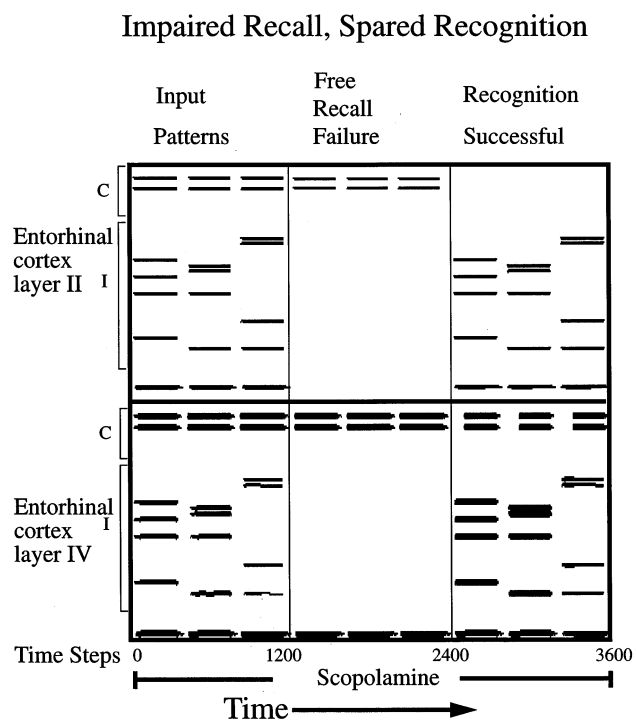 Impaired Recall, Spared Recognition
Input
Patterns
Free
Recall
Failure
Recognition
Successful
C
Entorhinal
cortex
layer II I
C
Entorhinal
cortex I
layer IV
Time Steps 0 1200 2400 3600
Scopolamine
Time